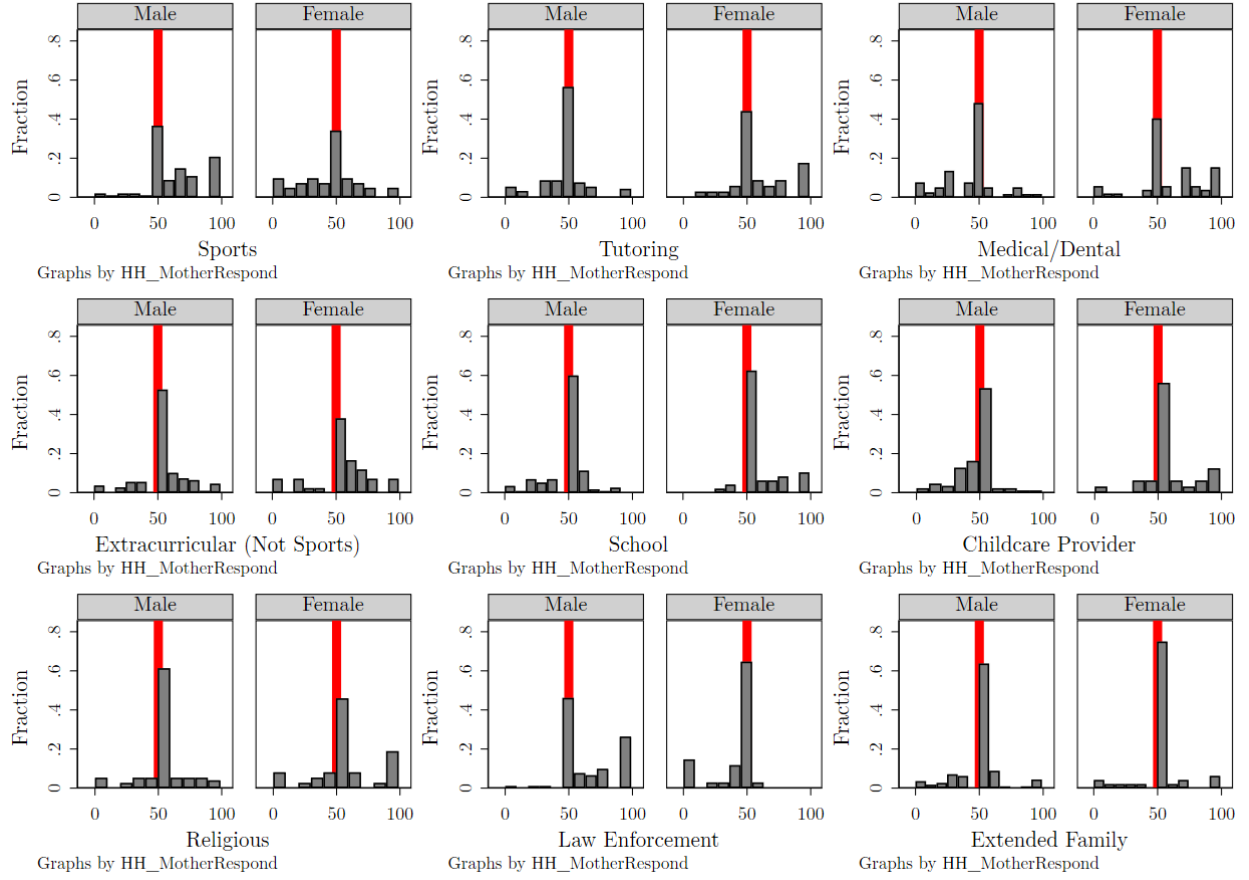 Male Female Male Female Male Female
Fraction 0 .2 .4 .6 .8 Fraction 0 .2 .4 .6 .8 Fraction 0 .2 .4 .6 .8
0 50 100 0 50 100 0 50 100 0 50 100 0 50 100 0 50 100
Sports Tutoring Medical/Dental
Graphs by HH_MotherRespond Graphs by HH_MotherRespond Graphs by HH_MotherRespond
Male Female Male Female Male Female
Fraction 0 .2 .4 .6 .8 Fraction 0 .2 .4 .6 .8 Fraction 0 .2 .4 .6 .8
0 50 100 0 50 100 0 50 100 0 50 100 0 50 100 0 50 100
Extracurricular (Not Sports) School Childcare Provider
Graphs by HH_MotherRespond Graphs by HH_MotherRespond Graphs by HH_MotherRespond
Male Female Male Female Male Female
Fraction 0 .2 .4 .6 .8 Fraction 0 .2 .4 .6 .8 Fraction 0 .2 .4 .6 .8
0 50 100 0 50 100 0 50 100 0 50 100 0 50 100 0 50 100
Religious Law Enforcement Extended Family
Graphs by HH_MotherRespond Graphs by HH_MotherRespond Graphs by HH_MotherRespond